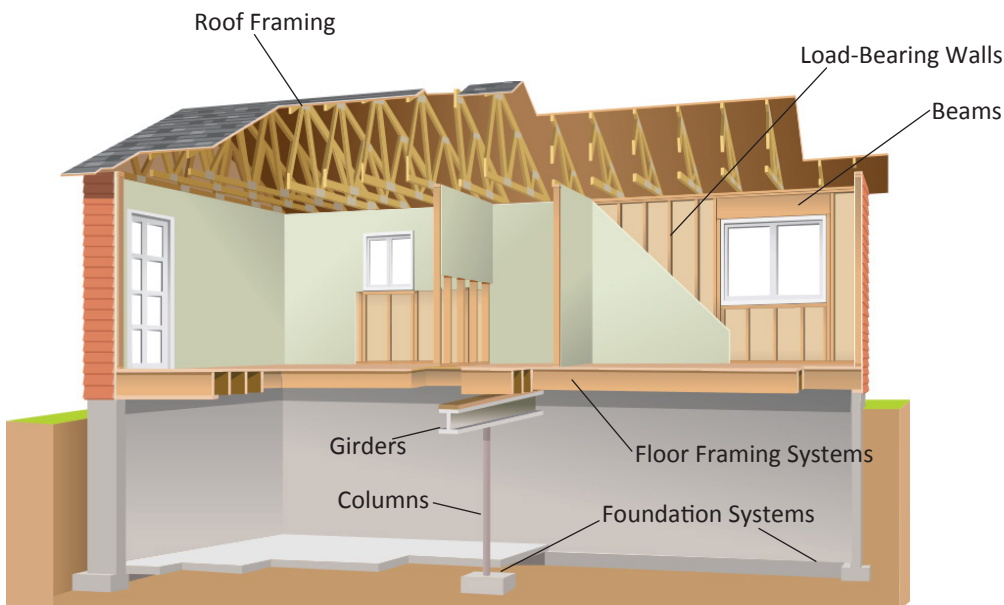 Roof Framing
Load-Bearing Walls
Beams
Girders
Floor Framing Systems
Columns
Foundation Systems